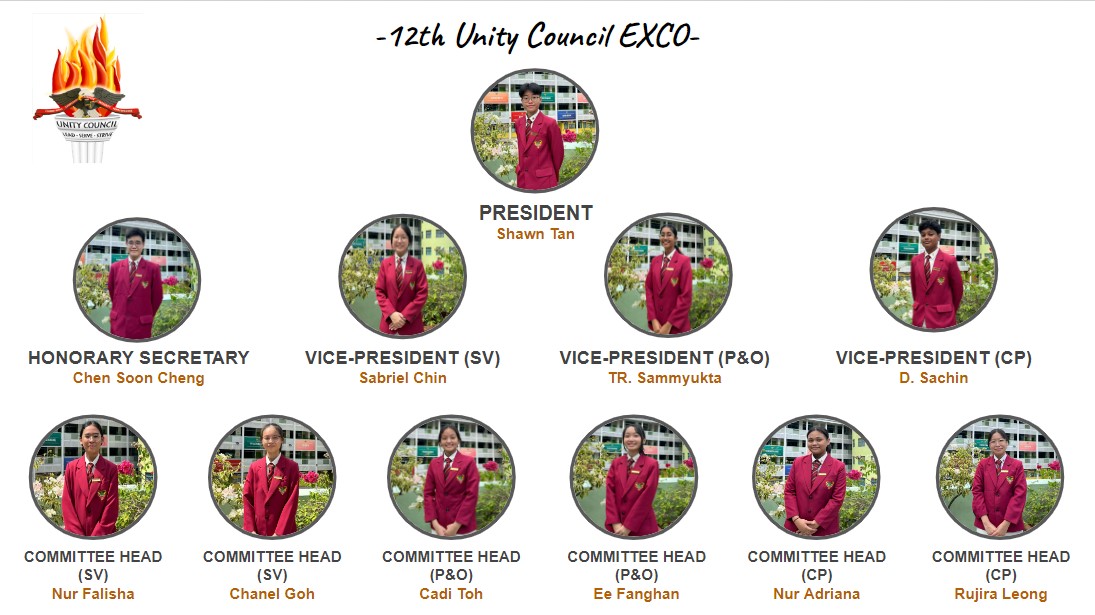 -12th Unity Council EXCO-
UNITY COUNCIL
LEAD - SERVE - STRIVE
PRESIDENT
Shawn Tan
HONORARY SECRETARY
Chen Soon Cheng
VICE-PRESIDENT (SV)
Sabriel Chin
VICE-PRESIDENT (P&O)
TR. Sammyukta
VICE-PRESIDENT (CP)
D. Sachin
COMMITTEE HEAD
(SV)
Nur Falisha
COMMITTEE HEAD
(SV)
Chanel Goh
COMMITTEE HEAD
(P&O)
Cadi Toh
COMMITTEE HEAD
(P&O)
Ee Fanghan
COMMITTEE HEAD
(CP)
Nur Adriana
COMMITTEE HEAD
(CP)
Rujira Leong